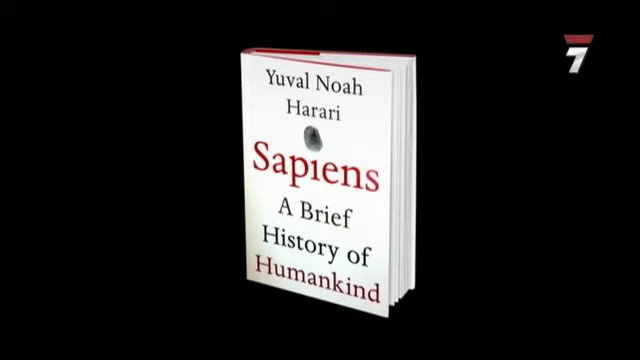 7
Yuval Noah
Harari
Sapiens
A Brief
History of
Humankind